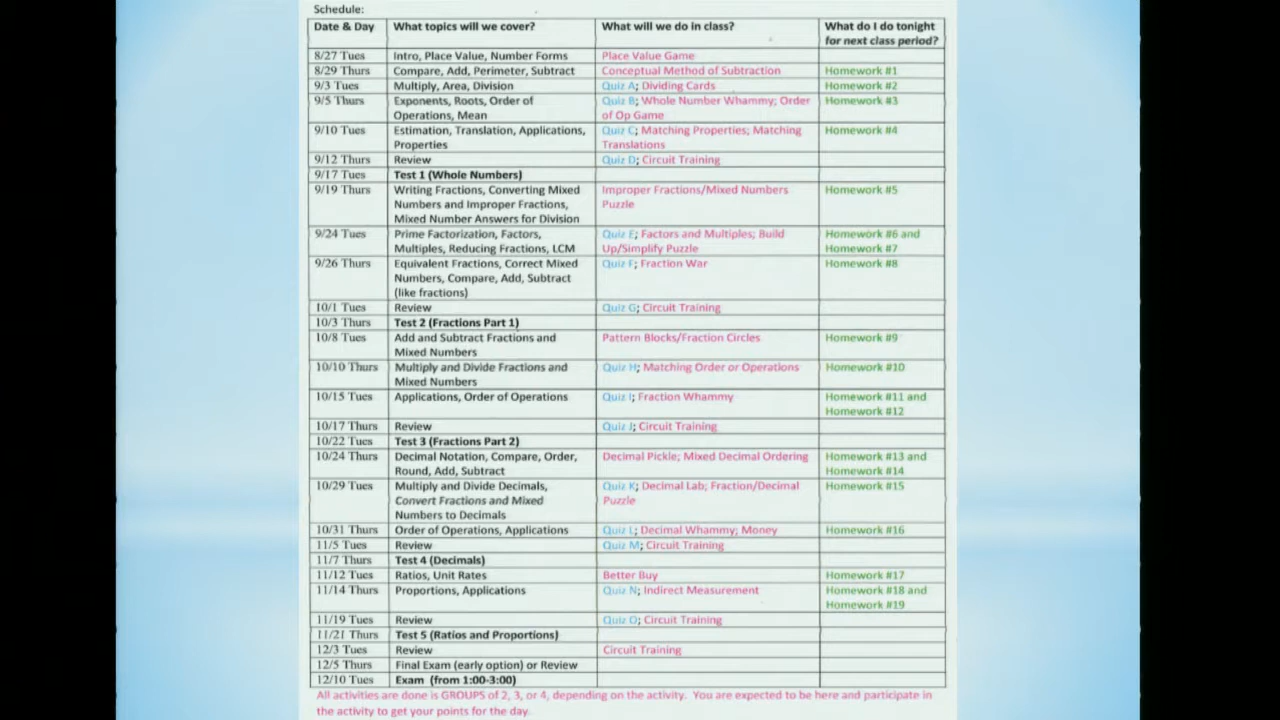 Schedule:
Date & Day What topics will we cover? What will we do in class? What do I do tonight
for next class period?
8/27 Tues Intro, Place Value, Number Forms Place Value Game
8/29 Thurs Compare, Add, Perimeter, Subtract Conceptual Method of Subtraction Homework #1
9/3 Tues Multiply, Area, Division Quiz A; Dividing Cards Homework #2
9/5 Thurs Exponents, Roots, Order of Quiz B; Whole Number Whammy; Order Homework #3
Operations, Mean of Op Game
9/10 Tues Estimation, Translation, Applications, Quiz C; Matching Properties; Matching Homework #4
Properties Translations
9/12 Thurs Review Quiz D; Circuit Training
9/17 Tues Test 1 (Whole Numbers)
9/19 Thurs Writing Fractions, Converting Mixed Improper Fractions/Mixed Numbers Homework #5
Numbers and Improper Fractions, Puzzle
Mixed Number Answers for Division
9/24 Tues Prime Factorization, Factors, Quiz E; Factors and Multiples; Build Homework #6 and
Multiples, Reducing Fractions, LCM Up/Simplify Puzzle Homework #7
9/26 Thurs Equivalent Fractions, Correct Mixed Quiz F; Fraction War Homework #8
Numbers, Compare, Add, Subtract
(like fractions)
10/1 Tues Review Quiz G; Circuit Training
10/3 Thurs Test 2 (Fractions Part 1)
10/8 Tues Add and Subtract Fractions and Pattern Blocks/Fraction Circles Homework #9
Mixed Numbers
10/10 Thurs Multiply and Divide Fractions and Quiz H; Matching Order or Operations Homework #10
Mixed Numbers
10/15 Tues Applications, Order of Operations Quiz I; Fraction Whammy Homework #11 and
Homework #12
10/17 Thurs Review Quiz J; Circuit Training
10/22 Tues Test 3 (Fractions Part 2)
10/24 Thurs Decimal Notation, Compare, Order, Decimal Pickle; Mixed Decimal Ordering Homework #13 and
Round, Add, Subtract Homework #14
10/29 Tues Multiply and Divide Decimals, Quiz K; Decimal Lab; Fraction/Decimal Homework #15
Convert Fractions and Mixed Puzzle
Numbers to Decimals
10/31 Thurs Order of Operations, Applications Quiz L; Decimal Whammy; Money Homework #16
11/5 Tues Review Quiz M; Circuit Training
11/7 Thurs Test 4 (Decimals)
11/12 Tues Ratios, Unit Rates Better Buy Homework #17
11/14 Thurs Proportions, Applications Quiz N; Indirect Measurement Homework #18 and
Homework #19
11/19 Tues Review Quiz O; Circuit Training
11/21 Thurs Test 5 (Ratios and Proportions)
12/3 Tues Review Circuit Training
12/5 Thurs Final Exam (early option) or Review
12/10 Tues Exam (from 1:00-3:00)
All activities are done is GROUPS of 2, 3, or 4, depending on the activity. You are expected to be here and participate in
the activity to get your points for the day.